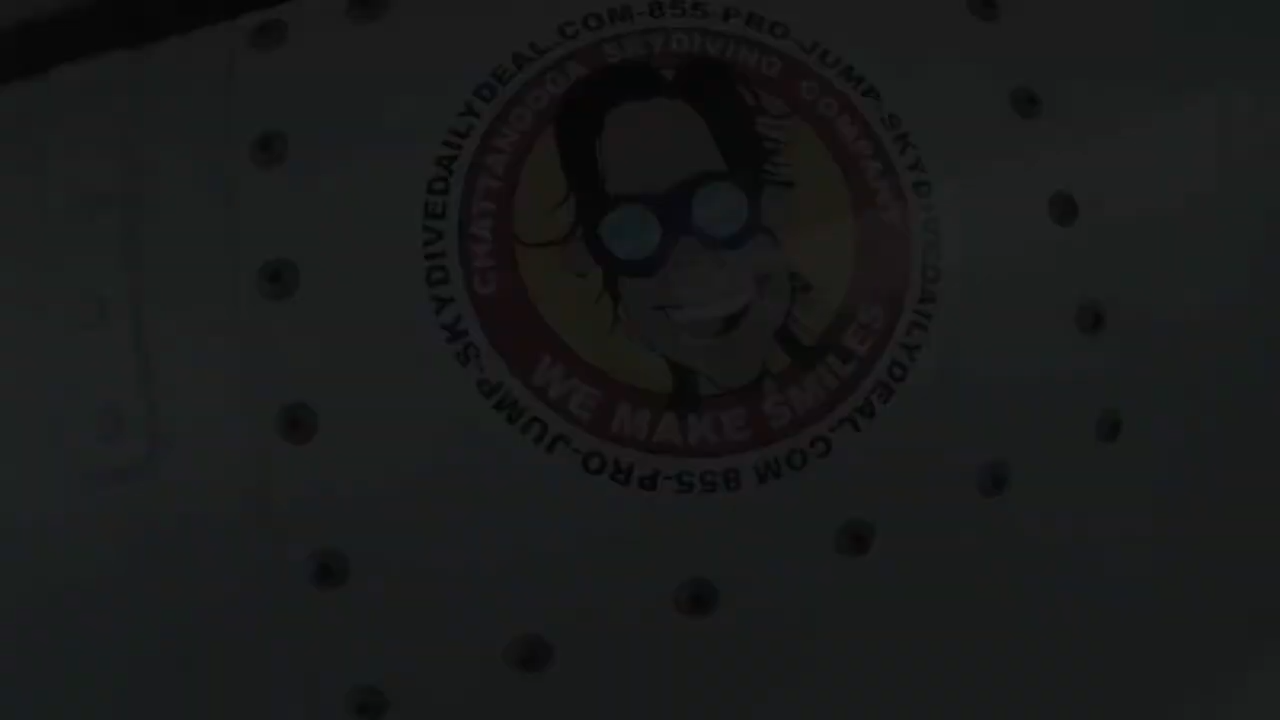 SKYDIVEDAILYDEAL.COM-855-PRO-JUMP-SKYDIVEDAILYDEAL.COM 855-PRO-JUMP-
CHATTANOOGA SKYDIVING COMPANY
WE MAKE SMILES